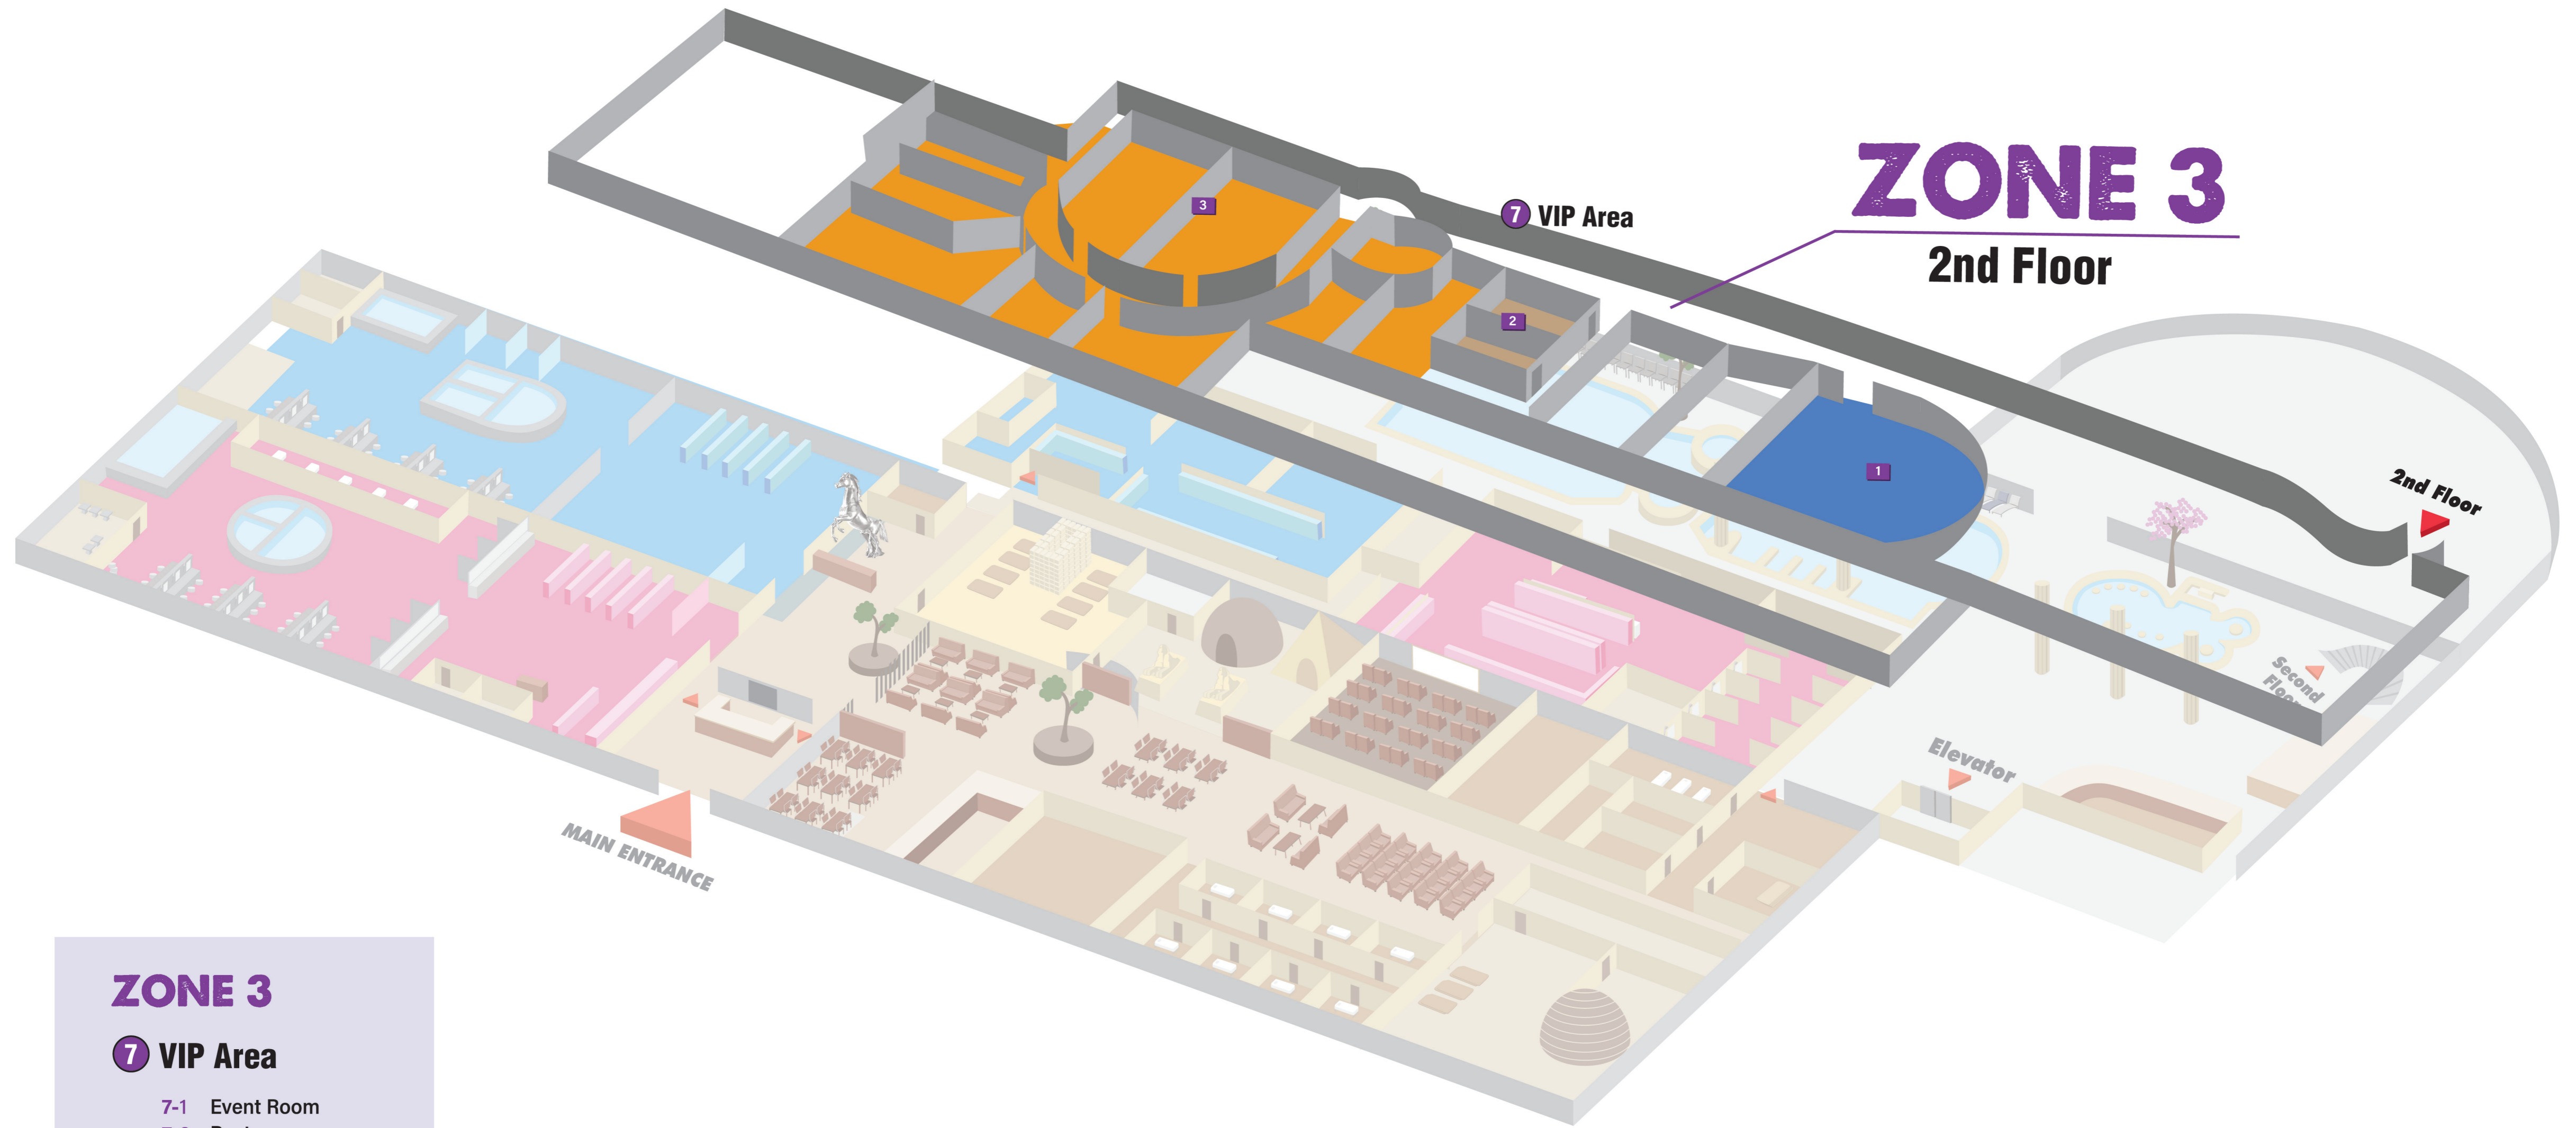 ZONE 3
2nd Floor
7 VIP Area
3
2
1
2nd Floor
Second
Elevator
MAIN ENTRANCE
ZONE 3
7 VIP Area
7-1 Event Room